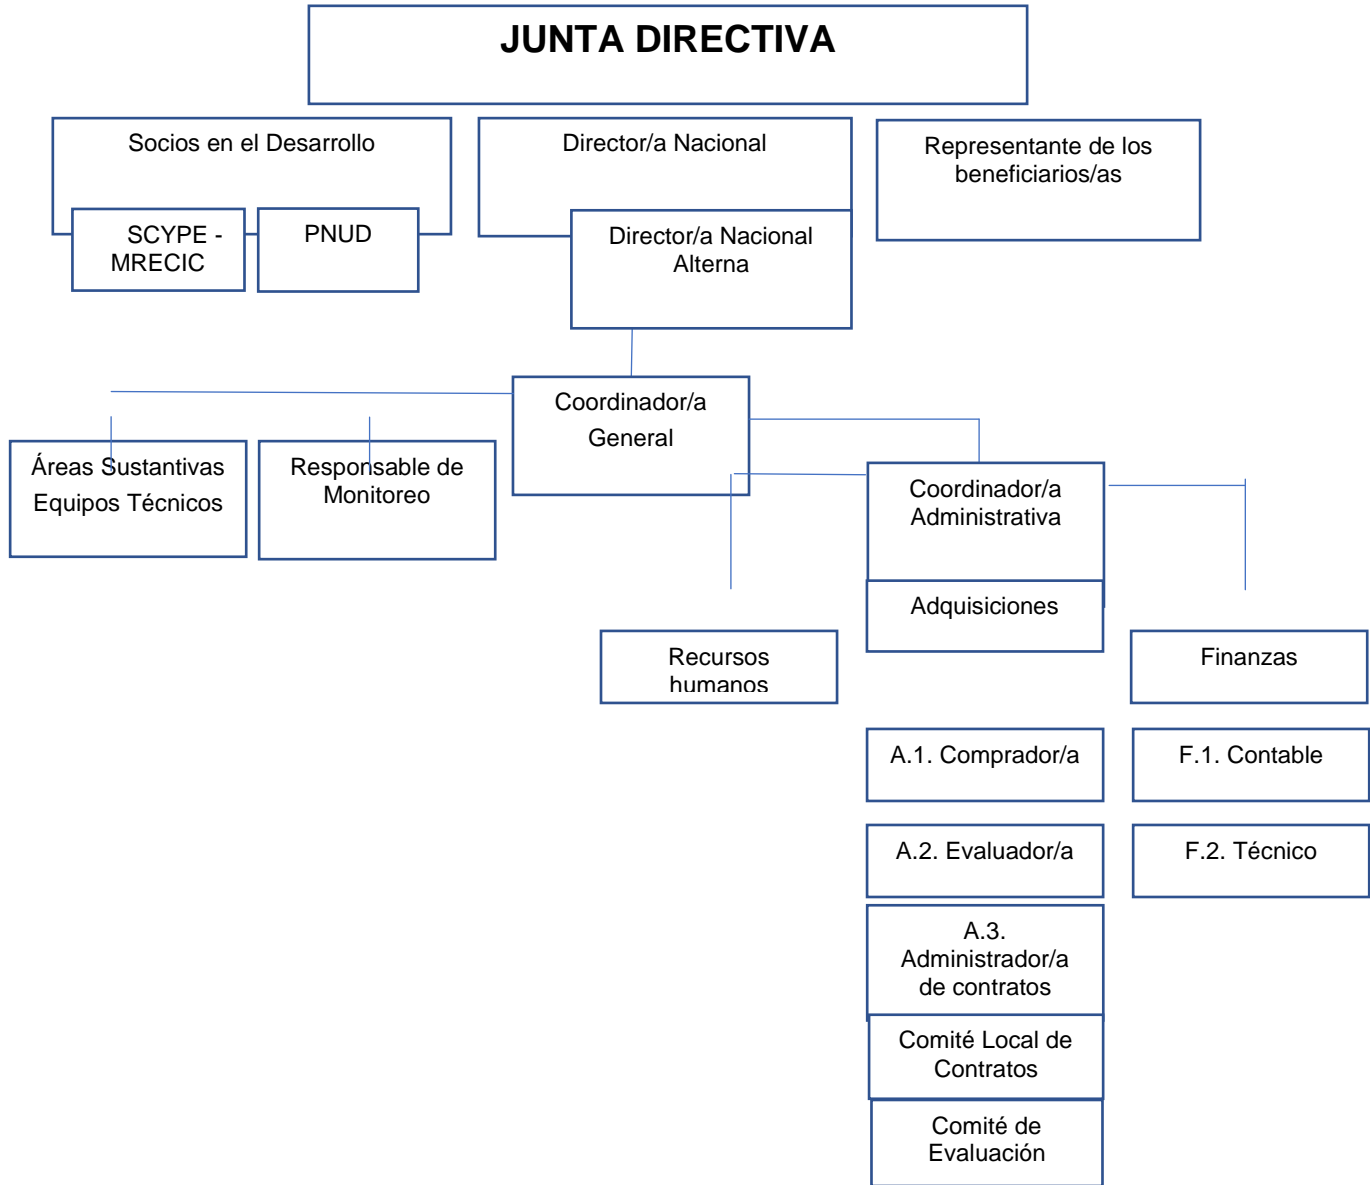 JUNTA DIRECTIVA
Socios en el Desarrollo
SCYPE -
MRECIC
PNUD
Director/a Nacional
Director/a Nacional
Alterna
Representante de los
beneficiarios/as
Coordinador/a
General
Áreas Sustantivas
Equipos Técnicos
Responsable de
Monitoreo
Coordinador/a
Administrativa
Adquisiciones
Recursos
humanos
Finanzas
A.1. Comprador/a
F.1. Contable
A.2. Evaluador/a
F.2. Técnico
A.3.
Administrador/a
de contratos
Comité Local de
Contratos
Comité de
Evaluación